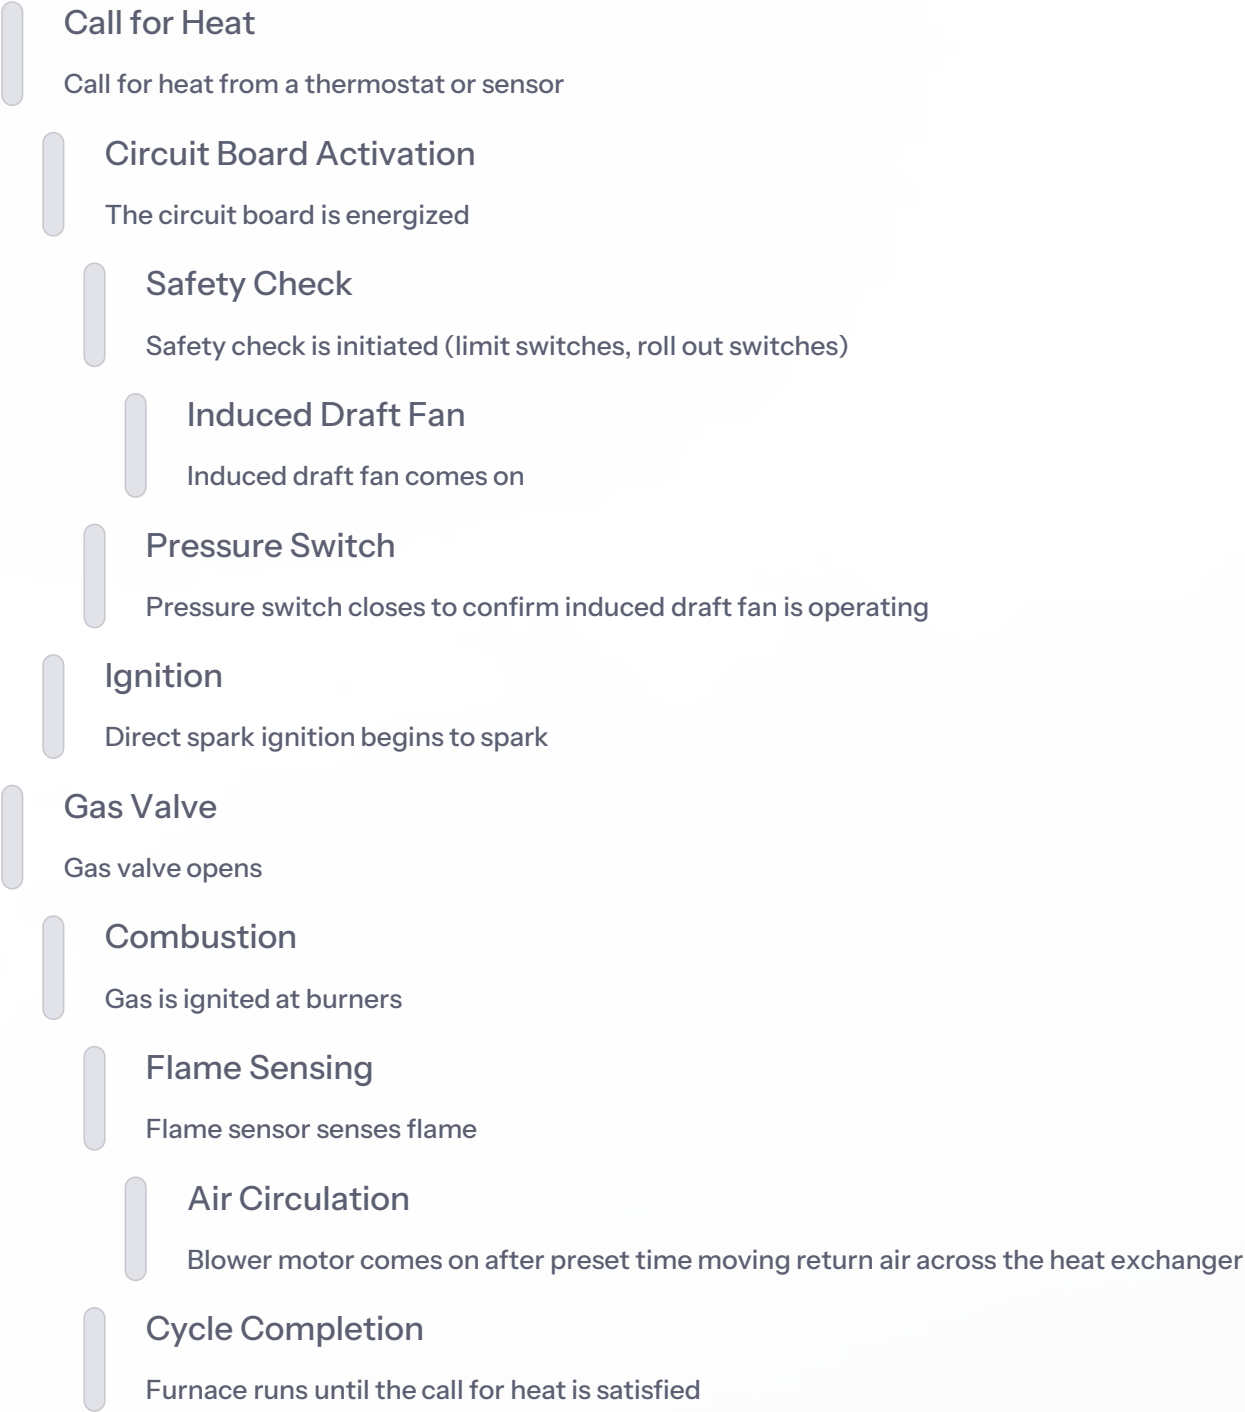 Call for Heat
Call for heat from a thermostat or sensor
Circuit Board Activation
The circuit board is energized
Safety Check
Safety check is initiated (limit switches, roll out switches)
Induced Draft Fan
Induced draft fan comes on
Pressure Switch
Pressure switch closes to confirm induced draft fan is operating
Ignition
Direct spark ignition begins to spark
Gas Valve
Gas valve opens
Combustion
Gas is ignited at burners
Flame Sensing
Flame sensor senses flame
Air Circulation
Blower motor comes on after preset time moving return air across the heat exchanger
Cycle Completion
Furnace runs until the call for heat is satisfied